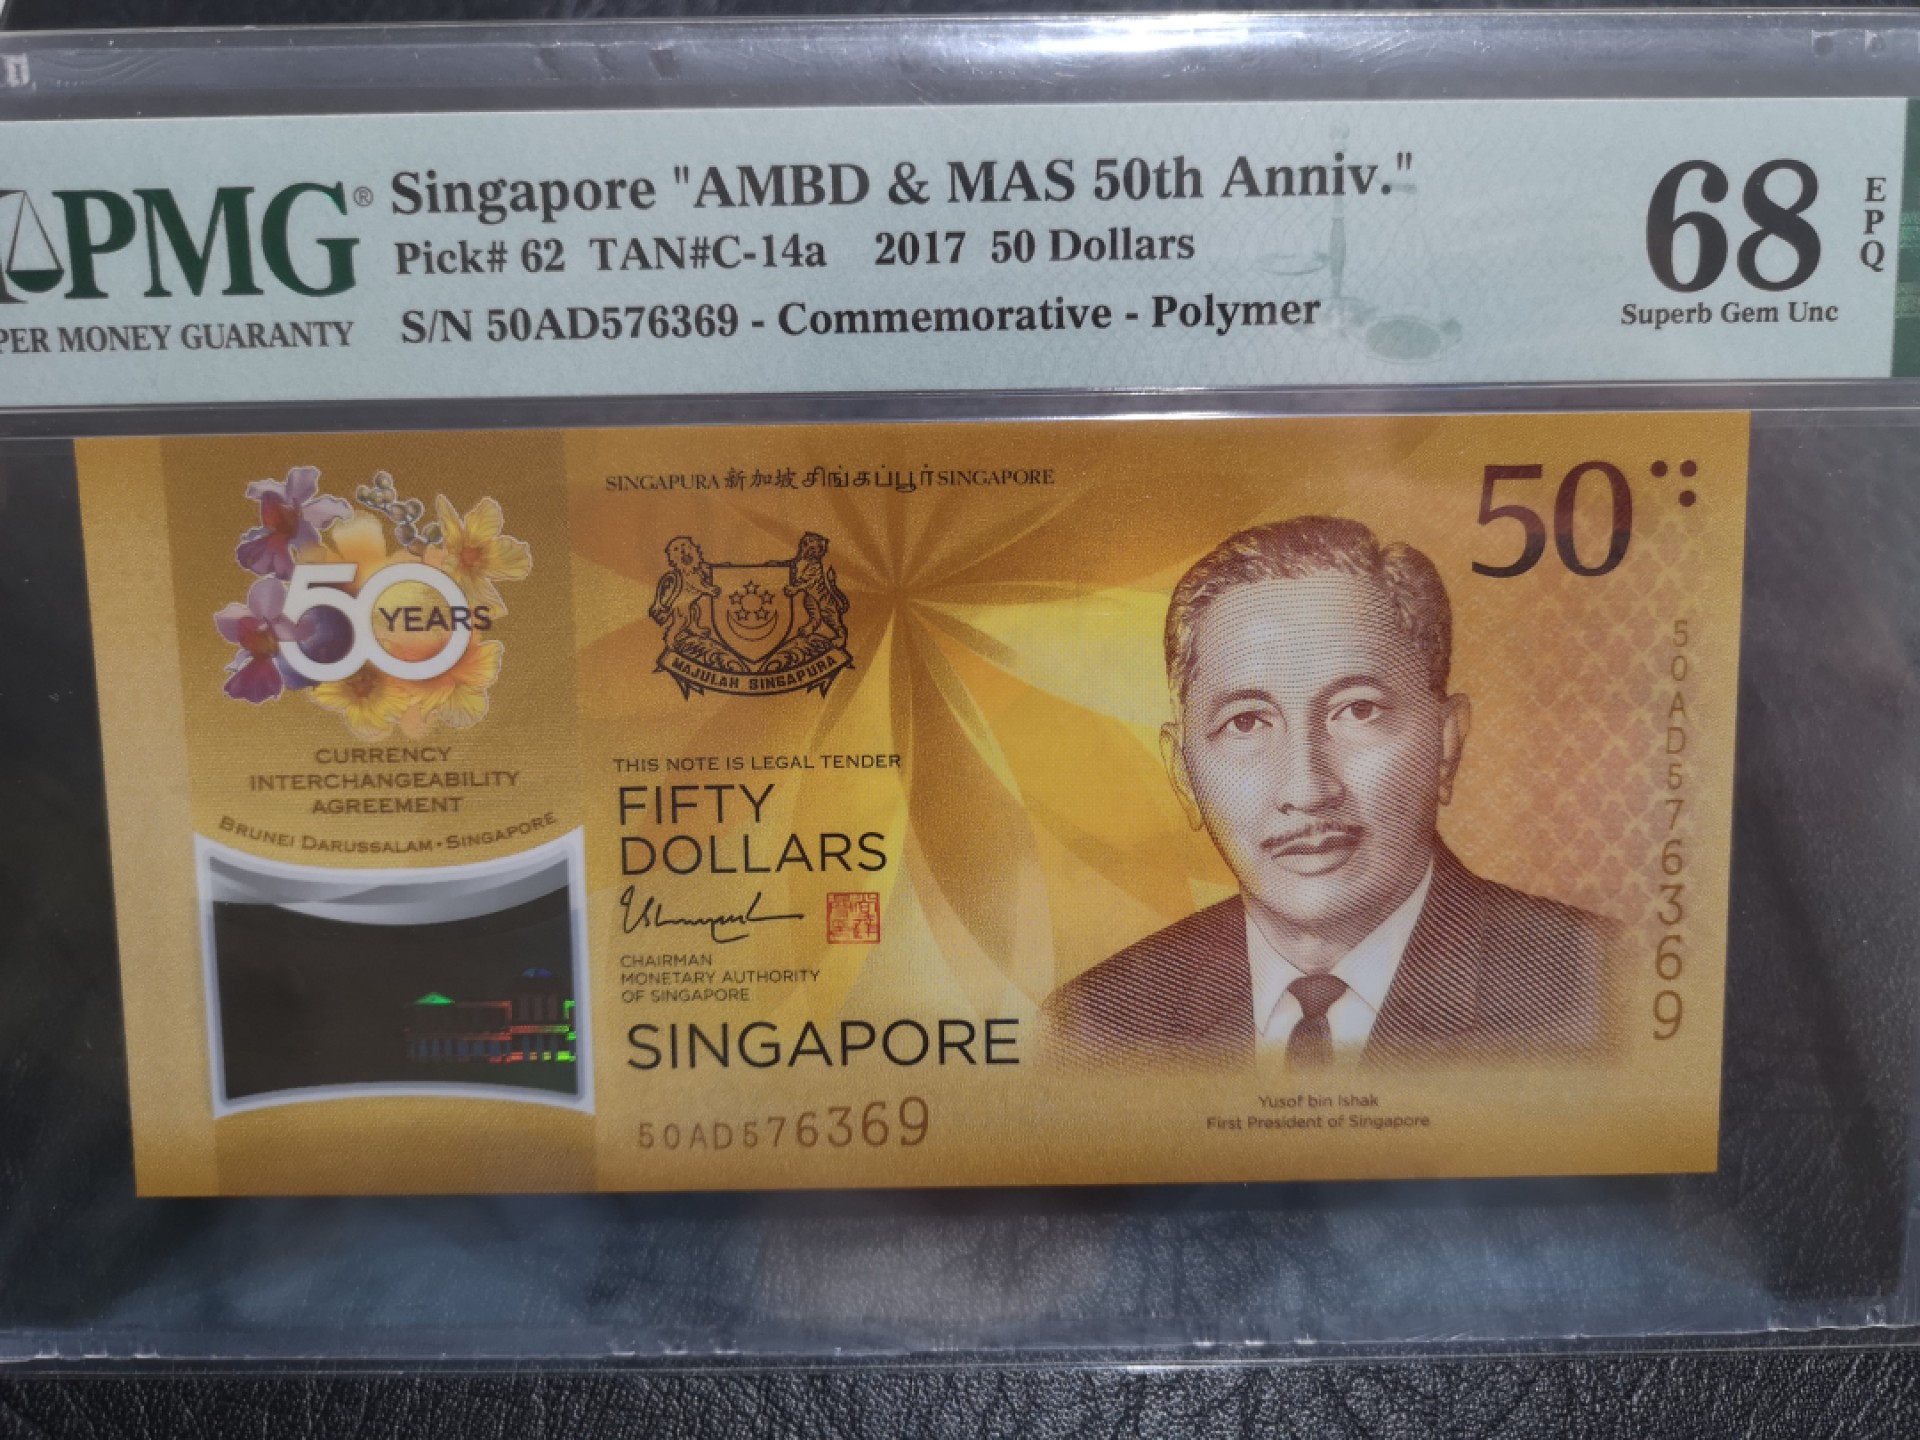 PMG®
PER MONEY GUARANTY
Singapore "AMBD & MAS 50th Anniv."
Pick# 62 TAN#C-14a 2017 50 Dollars
S/N 50AD576369 - Commemorative - Polymer
68
EPQ
Superb Gem Unc
SINGAPURA 新加坡 சிங்கப்பூர் SINGAPORE
50
50 YEARS
CURRENCY
INTERCHANGEABILITY
AGREEMENT
BRUNEI DARUSSALAM • SINGAPORE
MAJULAH SINGAPURA
THIS NOTE IS LEGAL TENDER
FIFTY
DOLLARS
CHAIRMAN
MONETARY AUTHORITY
OF SINGAPORE
SINGAPORE
50AD576369
50AD576369
Yusof bin Ishak
First President of Singapore